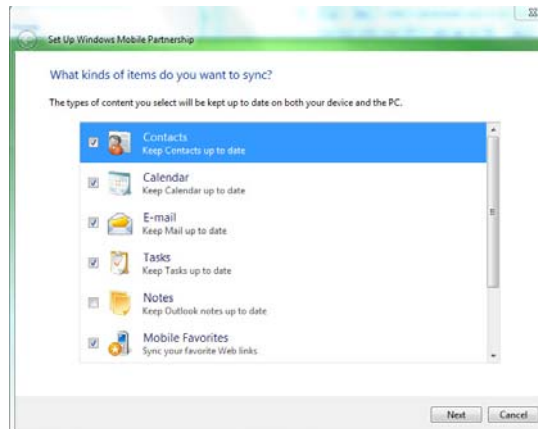 Set Up Windows Mobile Partnership
What kinds of items do you want to sync?
The types of content you select will be kept up to date on both your device and the PC.
Contacts
Keep Contacts up to date
Calendar
Keep Calendar up to date
E-mail
Keep Mail up to date
Tasks
Keep Tasks up to date
Notes
Keep Outlook notes up to date
Mobile Favorites
Sync your favorite Web links
Next Cancel